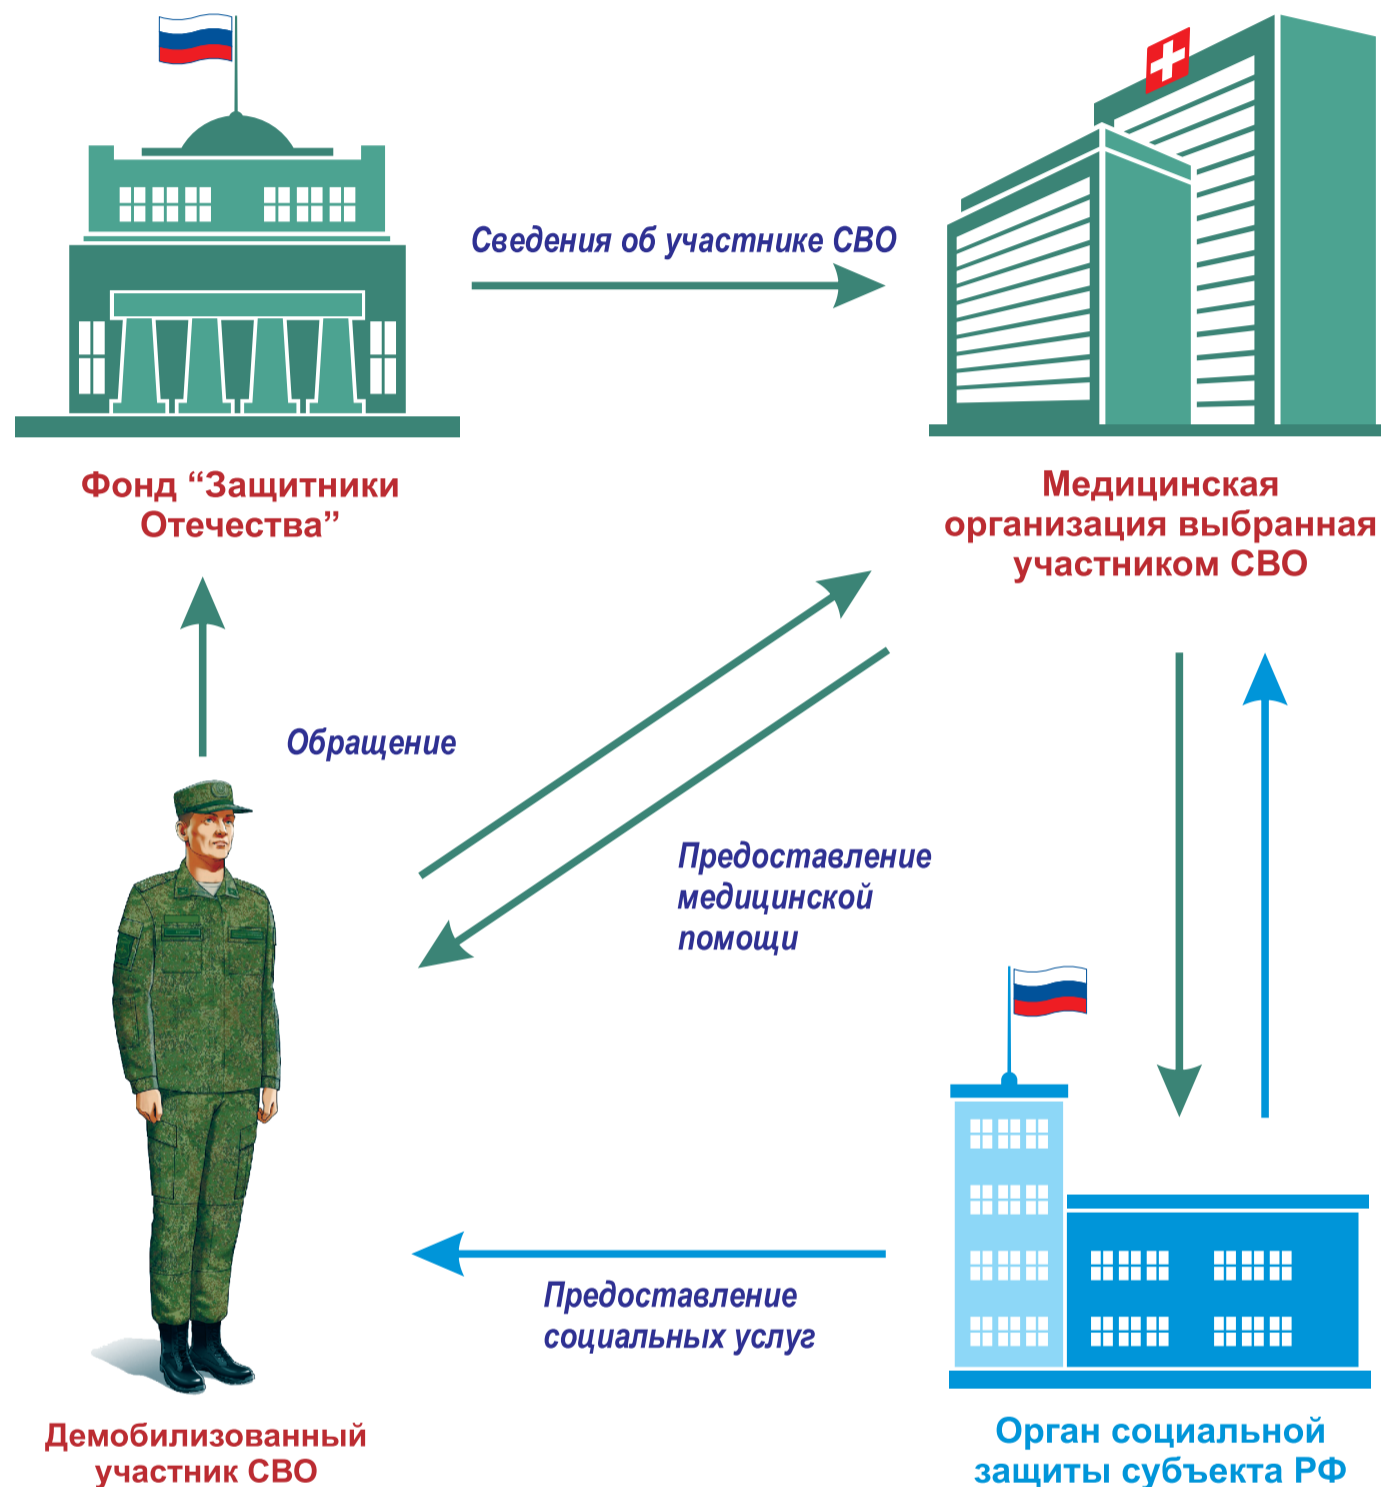 Сведения об участнике СВО
Фонд “Защитники
Отечества”
Медицинская
организация выбранная
участником СВО
Обращение
Предоставление
медицинской
помощи
Предоставление
социальных услуг
Демобилизованный
участник СВО
Орган социальной
защиты субъекта РФ